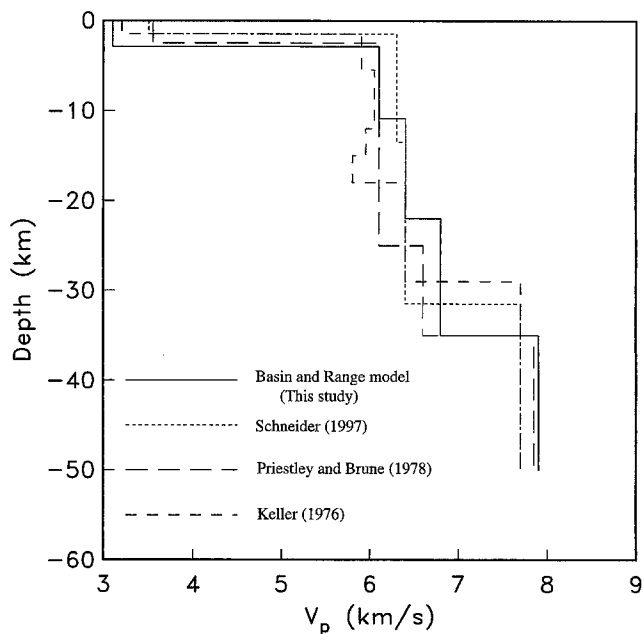 0
-10
-20
-30
-40
-50
-60
Depth (km)
Basin and Range model
(This study)
Schneider (1997)
Priestley and Brune (1978)
Keller (1976)
3 4 5 6 7 8 9
Vp (km/s)